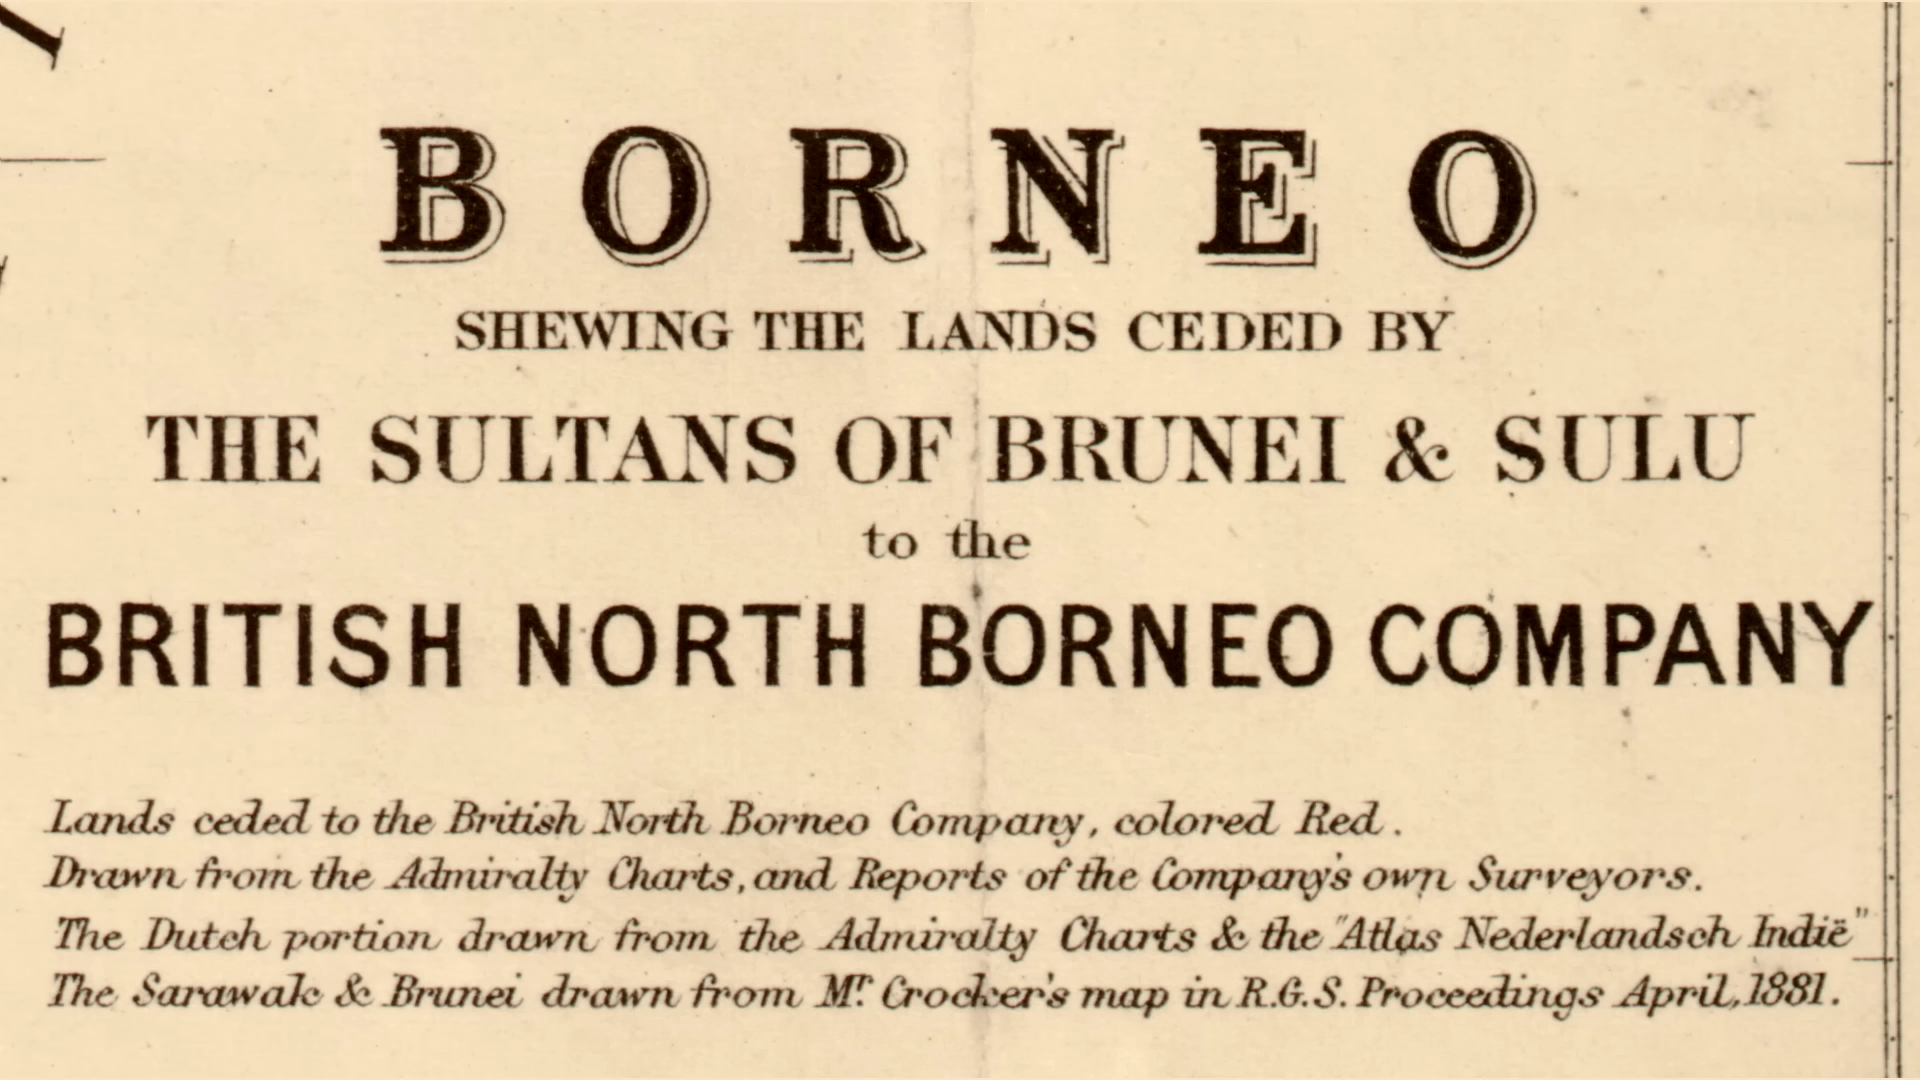 BORNEO
SHEWING THE LANDS CEDED BY
THE SULTANS OF BRUNEI & SULU
to the
BRITISH NORTH BORNEO COMPANY
Lands ceded to the British North Borneo Company, colored Red.
Drawn from the Admiralty Charts, and Reports of the Company's own Surveyors.
The Dutch portion drawn from the Admiralty Charts & the "Atlas Nederlandsch Indië"
The Sarawak & Brunei drawn from Mr. Crocker's map in R.G.S. Proceedings April, 1881.